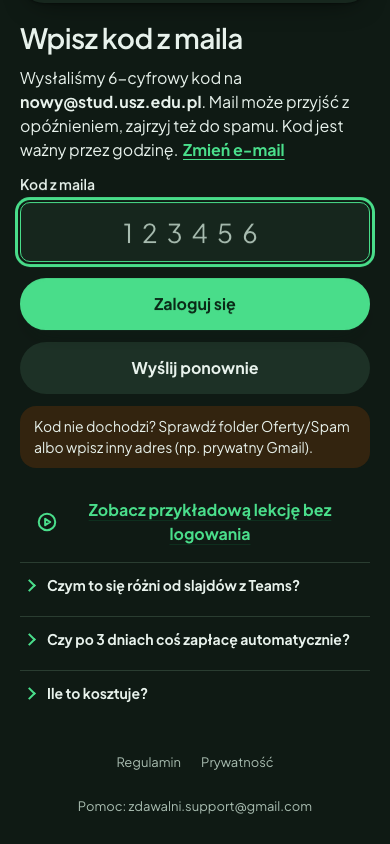 Wpisz kod z maila
Wysłaliśmy 6-cyfrowy kod na
nowy@stud.usz.edu.pl. Mail może przyjść z
opóźnieniem, zajrzyj też do spamu. Kod jest
ważny przez godzinę. Zmień e-mail
Kod z maila
1 2 3 4 5 6
Zaloguj się
Wyślij ponownie
Kod nie dochodzi? Sprawdź folder Oferty/Spam
albo wpisz inny adres (np. prywatny Gmail).
Zobacz przykładową lekcję bez
logowania
Czym to się różni od slajdów z Teams?
Czy po 3 dniach coś zapłacę automatycznie?
Ile to kosztuje?
Regulamin Prywatność
Pomoc: zdawalni.support@gmail.com